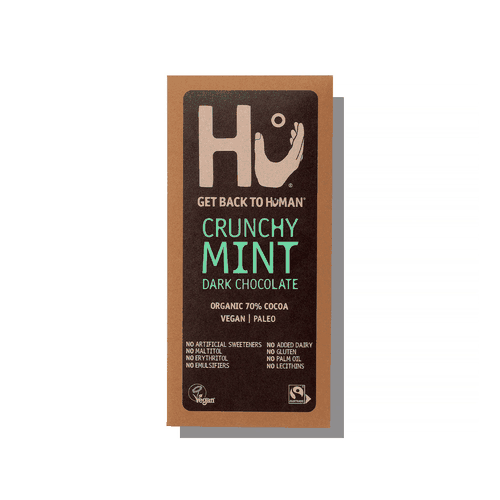 Hu
GET BACK TO HUMAN®
CRUNCHY
MINT
DARK CHOCOLATE
ORGANIC 70% COCOA
VEGAN | PALEO
NO ARTIFICIAL SWEETENERS
NO MALTITOL
NO ERYTHRITOL
NO EMULSIFIERS
NO ADDED DAIRY
NO GLUTEN
NO PALM OIL
NO LECITHINS
Vegan